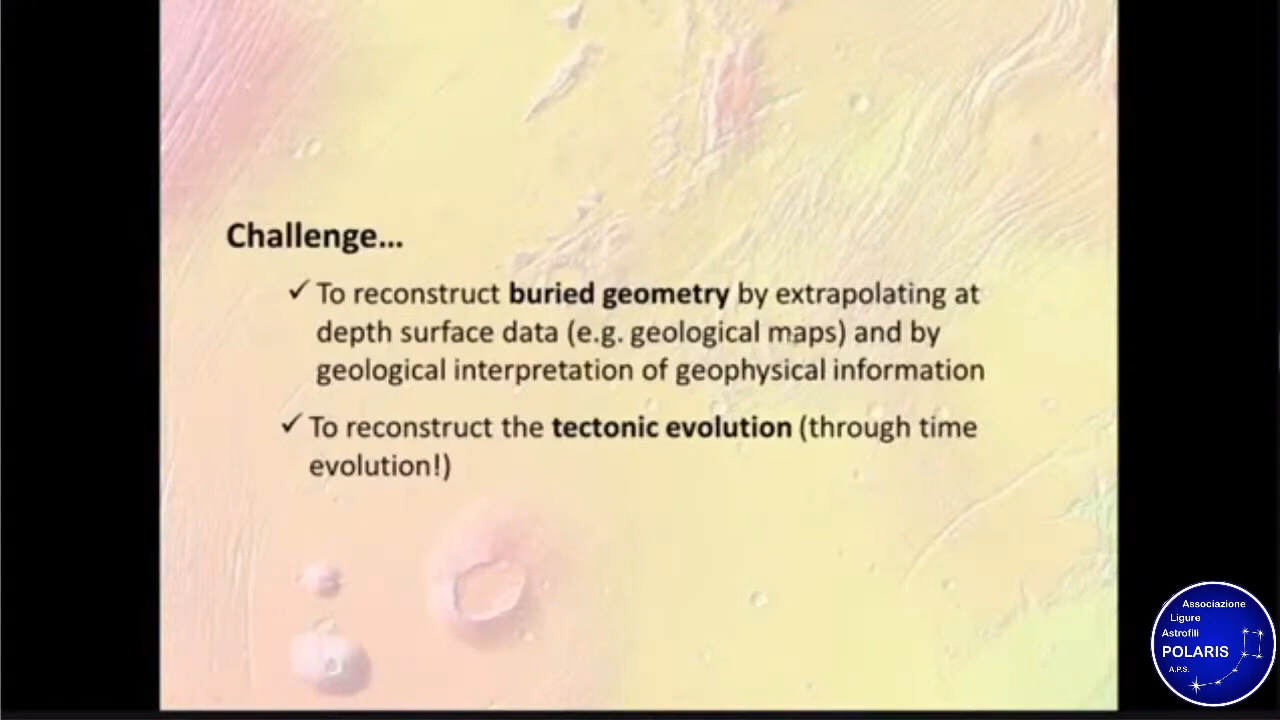 Challenge...
✓ To reconstruct buried geometry by extrapolating at
depth surface data (e.g. geological maps) and by
geological interpretation of geophysical information
✓ To reconstruct the tectonic evolution (through time
evolution!)
Associazione
Ligure
Astrofili
POLARIS
A.P.S.